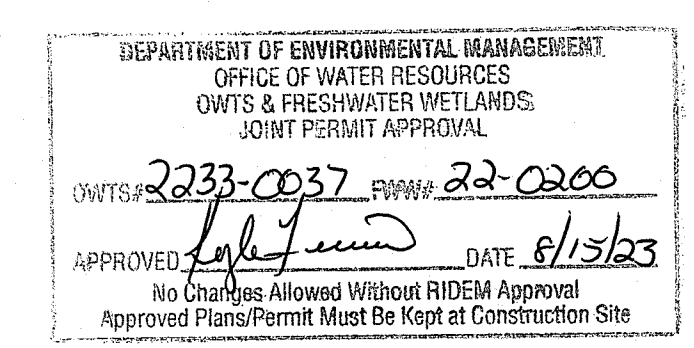 DEPARTMENT OF ENVIRONMENTAL MANAGEMENT
OFFICE OF WATER RESOURCES
OWTS & FRESHWATER WETLANDS
JOINT PERMIT APPROVAL
OWTS# 2233-0037 FWW# 22-0200
APPROVED DATE 8/15/23
No Changes Allowed Without RIDEM Approval
Approved Plans/Permit Must Be Kept at Construction Site